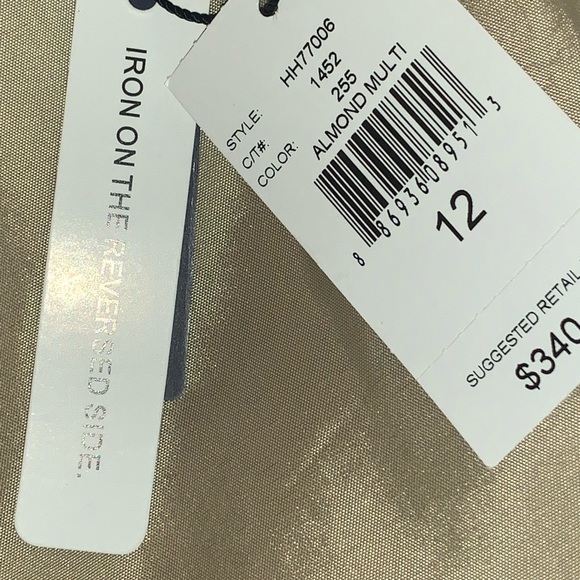 IRON ON THE REVERSED SIDE.
STYLE: HH77006
C/T#: 1452
COLOR: 255
ALMOND MULTI
8 86936 08951 3
12
SUGGESTED RETAIL
$340